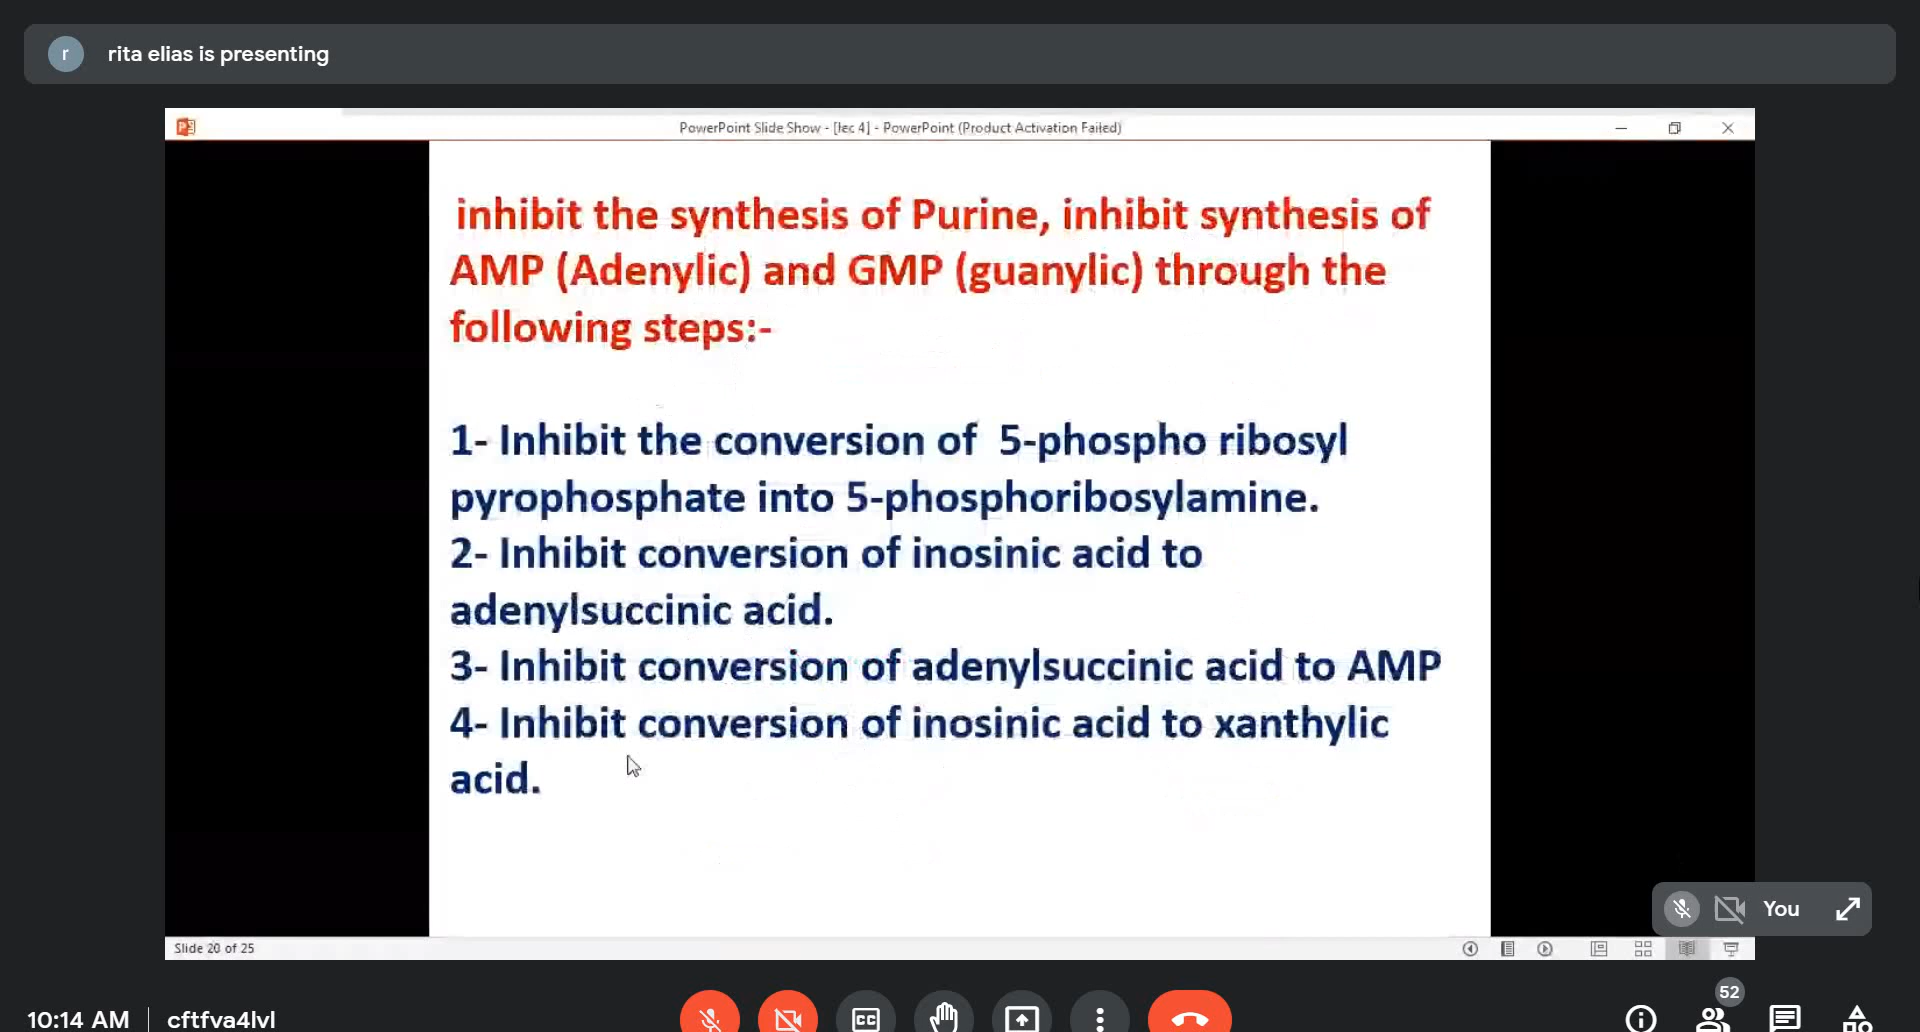 r rita elias is presenting
PowerPoint Slide Show - [lec 4] - PowerPoint (Product Activation Failed)
inhibit the synthesis of Purine, inhibit synthesis of
AMP (Adenylic) and GMP (guanylic) through the
following steps:-
1- Inhibit the conversion of 5-phospho ribosyl
pyrophosphate into 5-phosphoribosylamine.
2- Inhibit conversion of inosinic acid to
adenylsuccinic acid.
3- Inhibit conversion of adenylsuccinic acid to AMP
4- Inhibit conversion of inosinic acid to xanthylic
acid.
You
Slide 20 of 25
52
10:14 AM | cftfva4lvl
CC